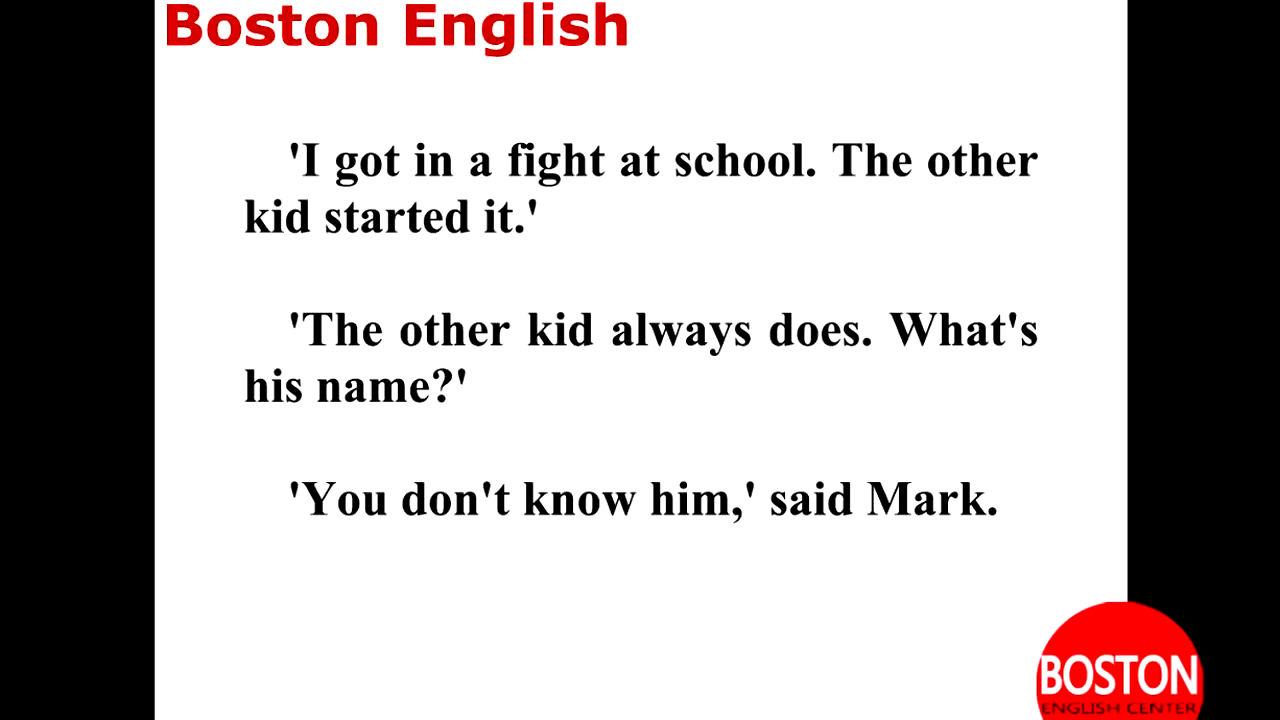 Boston English
'I got in a fight at school. The other
kid started it.'
'The other kid always does. What's
his name?'
'You don't know him,' said Mark.
BOSTON
ENGLISH CENTER